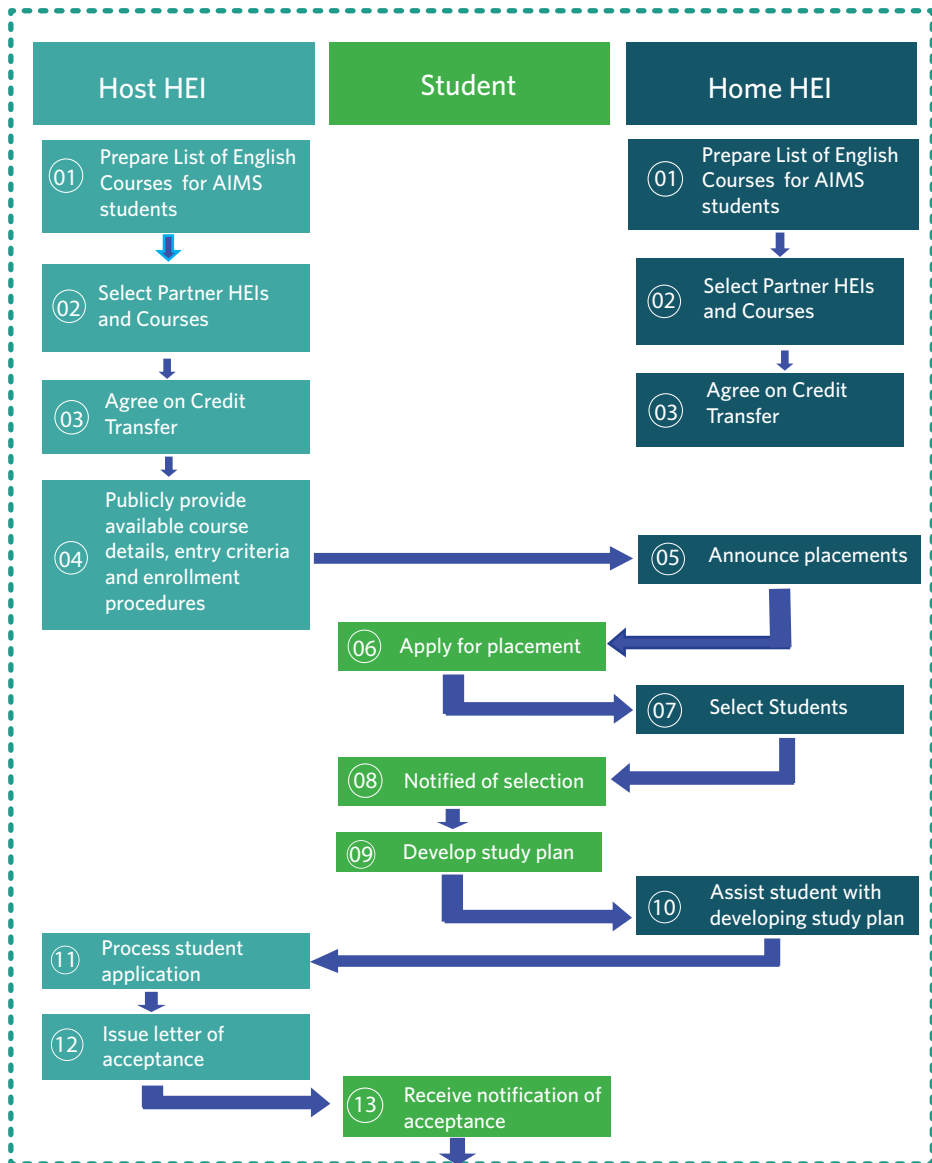 Host HEI
Student
Home HEI
01
Prepare List of English
Courses for AIMS
students
01
Prepare List of English
Courses for AIMS
students
02
Select Partner HEIs
and Courses
02
Select Partner HEIs
and Courses
03
Agree on Credit
Transfer
03
Agree on Credit
Transfer
04
Publicly provide
available course
details, entry criteria
and enrollment
procedures
05
Announce placements
06
Apply for placement
07
Select Students
08
Notified of selection
09
Develop study plan
10
Assist student with
developing study plan
11
Process student
application
12
Issue letter of
acceptance
13
Receive notification of
acceptance